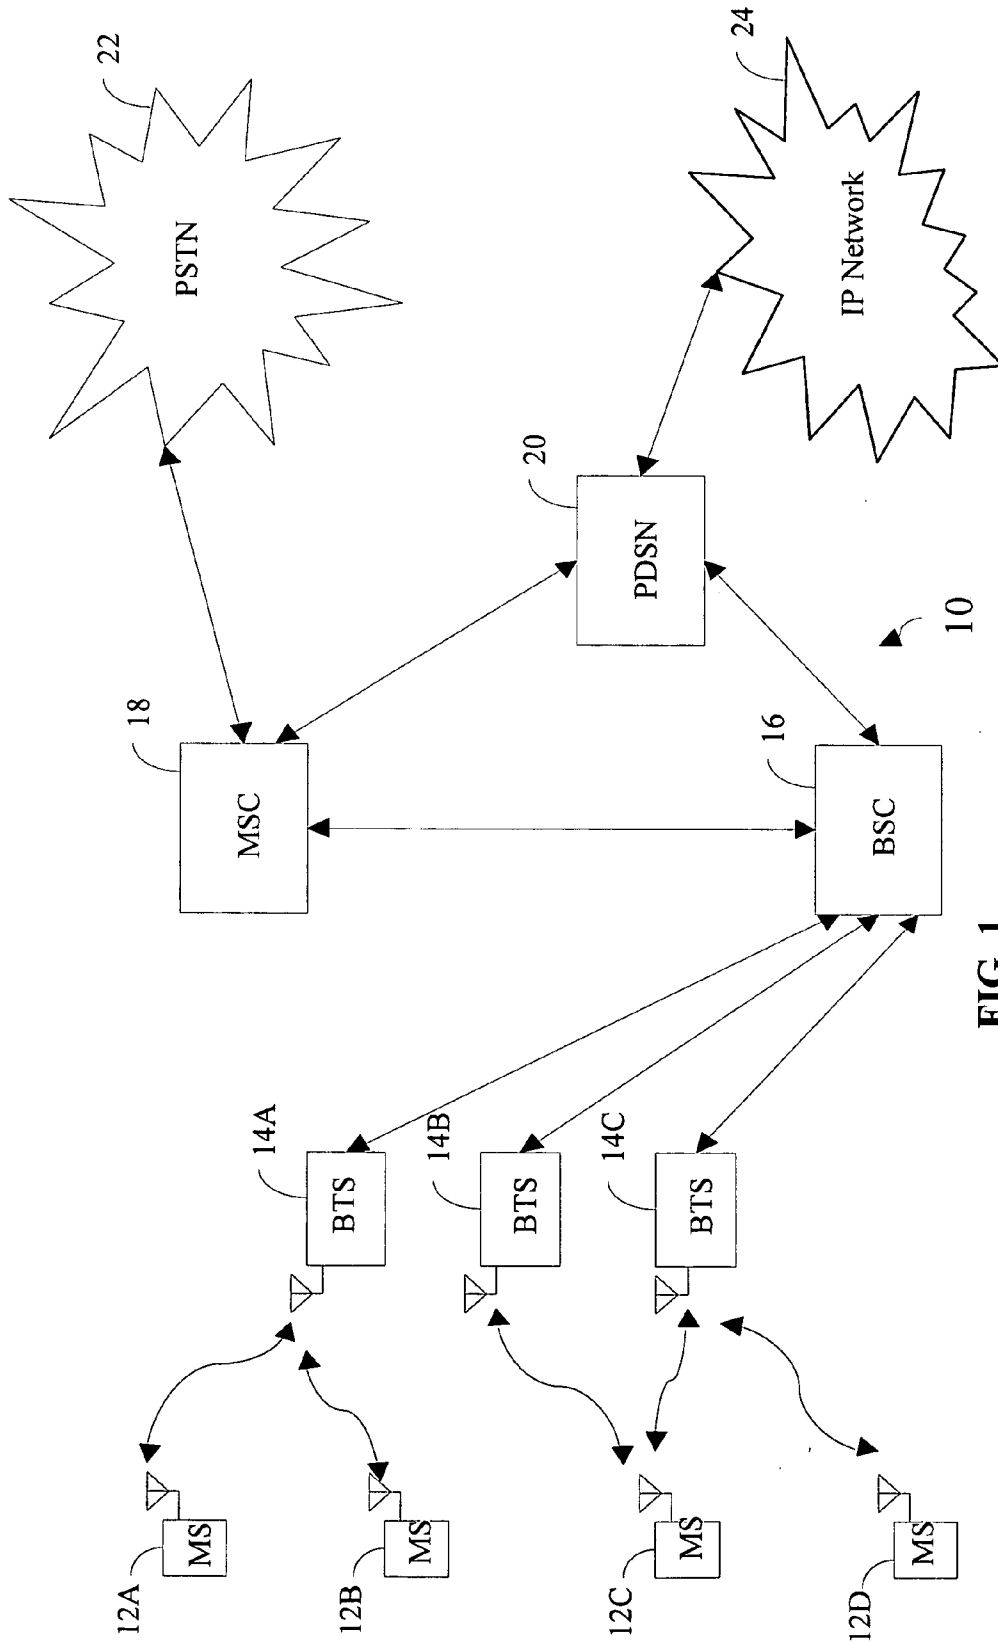 22
PSTN
24
IP Network
20
PDSN
18
MSC
16
BSC
10
14A
BTS
14B
BTS
14C
BTS
12A
MS
12B
MS
12C
MS
12D
MS
FIG. 1